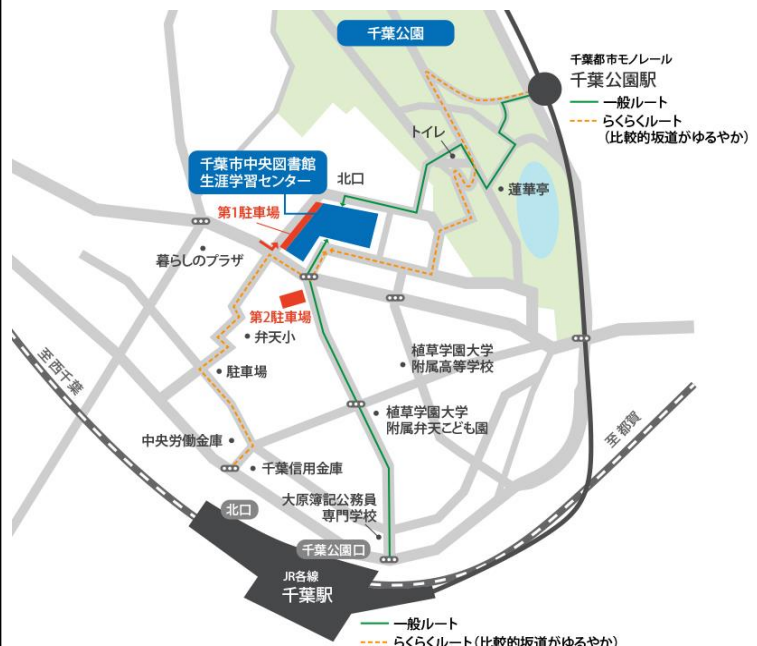 千葉公園
千葉都市モノレール
千葉公園駅
一般ルート
らくらくルート
(比較的坂道がゆるやか)
トイレ
千葉市中央図書館
生涯学習センター
北口
蓮華亭
第1駐車場
暮らしのプラザ
第2駐車場
弁天小
植草学園大学
附属高等学校
至西千葉
駐車場
植草学園大学
附属弁天こども園
至都賀
中央労働金庫
千葉信用金庫
大原簿記公務員
専門学校
北口
千葉公園口
JR各線
千葉駅
一般ルート
らくらくルート(比較的坂道がゆるやか)